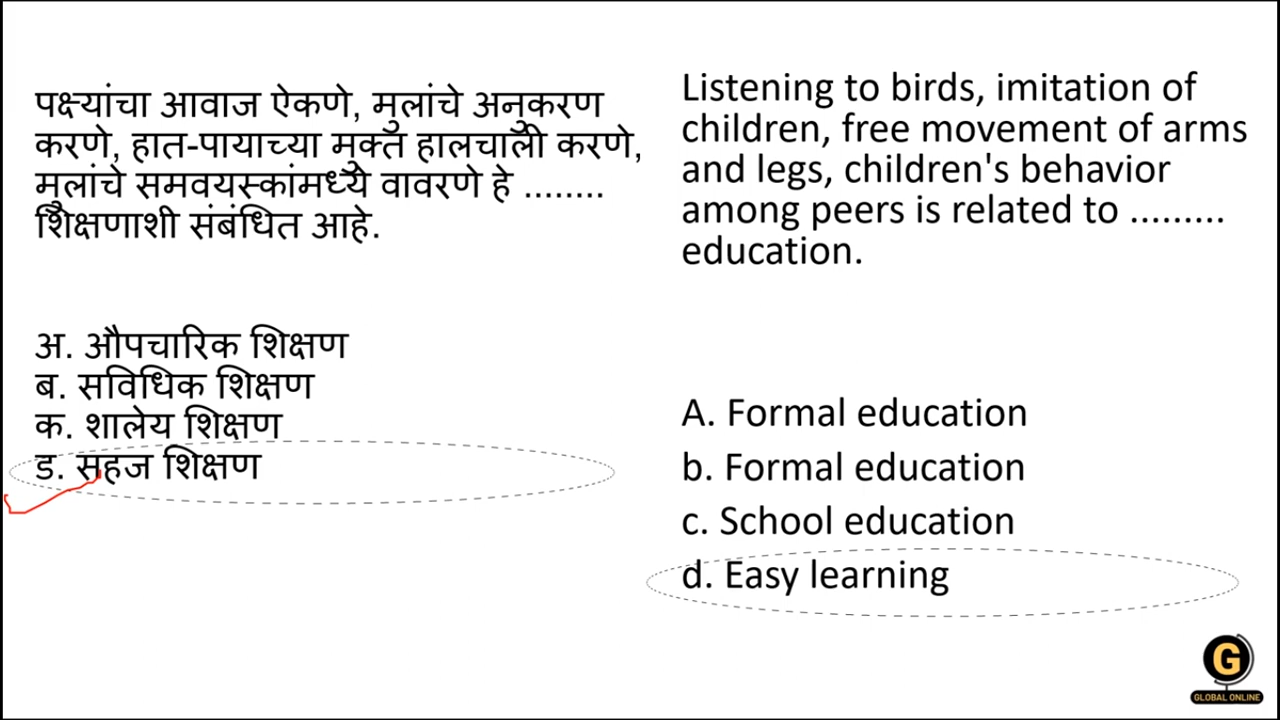 पक्ष्यांचा आवाज ऐकणे, मुलांचे अनुकरण
करणे, हात-पायाच्या मुक्त हालचाली करणे,
मुलांचे समवयस्कांमध्ये वावरणे हे ........
शिक्षणाशी संबंधित आहे.
अ. औपचारिक शिक्षण
ब. सविधिक शिक्षण
क. शालेय शिक्षण
ड. सहज शिक्षण
Listening to birds, imitation of
children, free movement of arms
and legs, children's behavior
among peers is related to .........
education.
A. Formal education
b. Formal education
c. School education
d. Easy learning
G
GLOBAL ONLINE